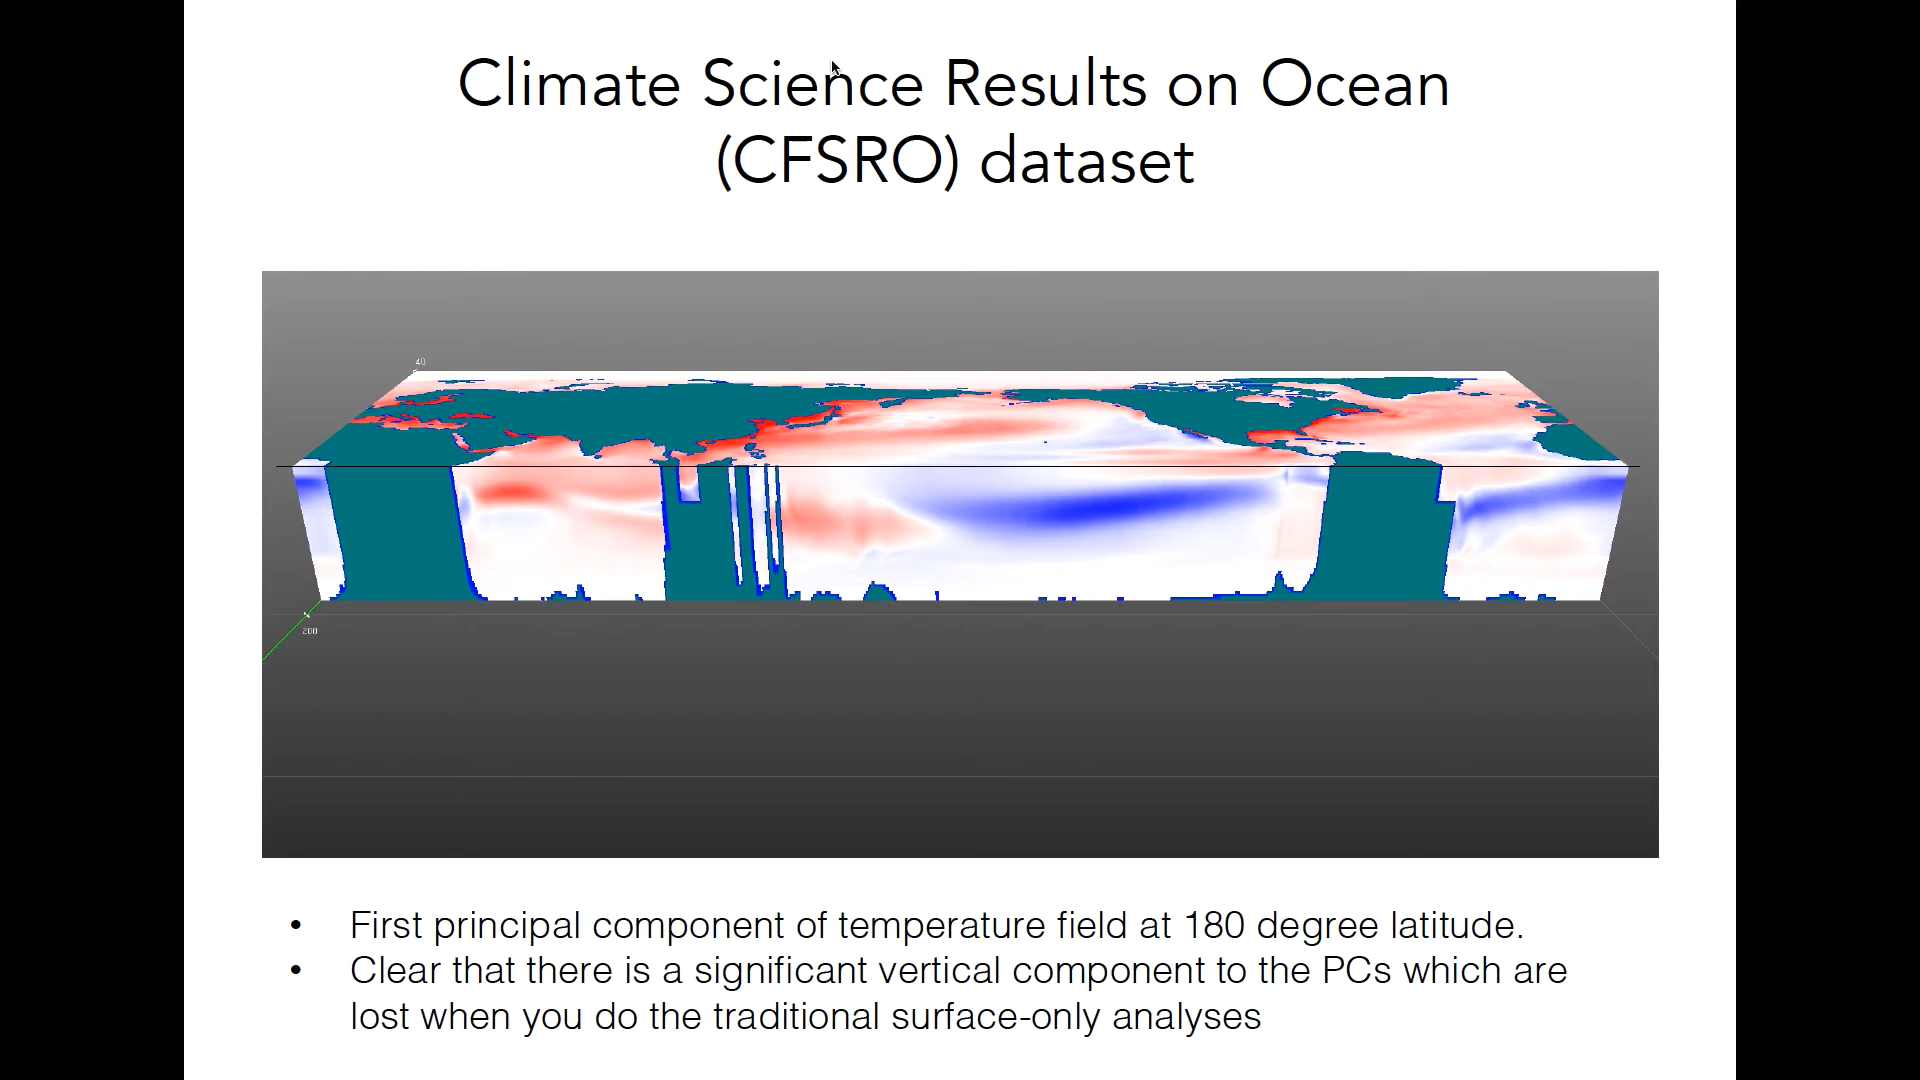 Climate Science Results on Ocean
(CFSRO) dataset
40
200
• First principal component of temperature field at 180 degree latitude.
• Clear that there is a significant vertical component to the PCs which are
lost when you do the traditional surface-only analyses